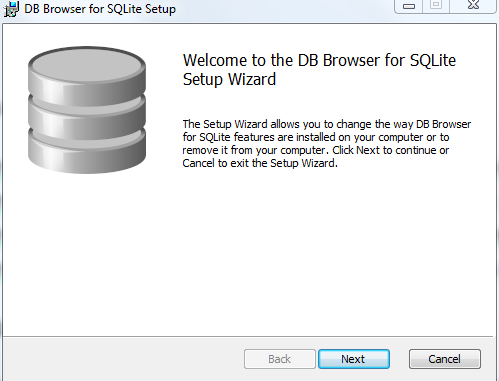 DB Browser for SQLite Setup
Welcome to the DB Browser for SQLite
Setup Wizard
The Setup Wizard allows you to change the way DB Browser
for SQLite features are installed on your computer or to
remove it from your computer. Click Next to continue or
Cancel to exit the Setup Wizard.
Back Next Cancel